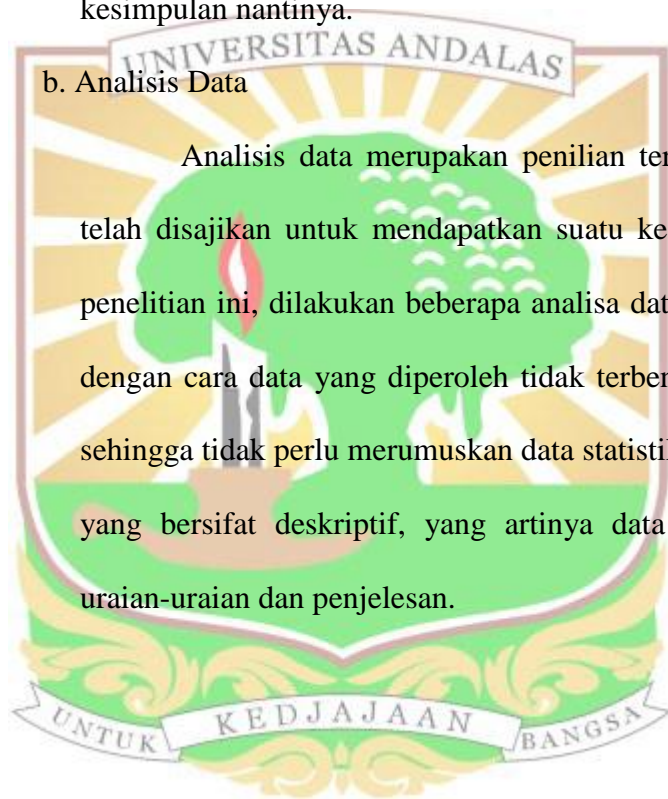 kesimpulan nantinya.
UNIVERSITAS ANDALAS
b. Analisis Data
Analisis data merupakan penilian ter
telah disajikan untuk mendapatkan suatu ke
penelitian ini, dilakukan beberapa analisa dat
dengan cara data yang diperoleh tidak terben
sehingga tidak perlu merumuskan data statistik
yang bersifat deskriptif, yang artinya data
uraian-uraian dan penjelesan.
UNTUK KEDJAJAAN BANGSA